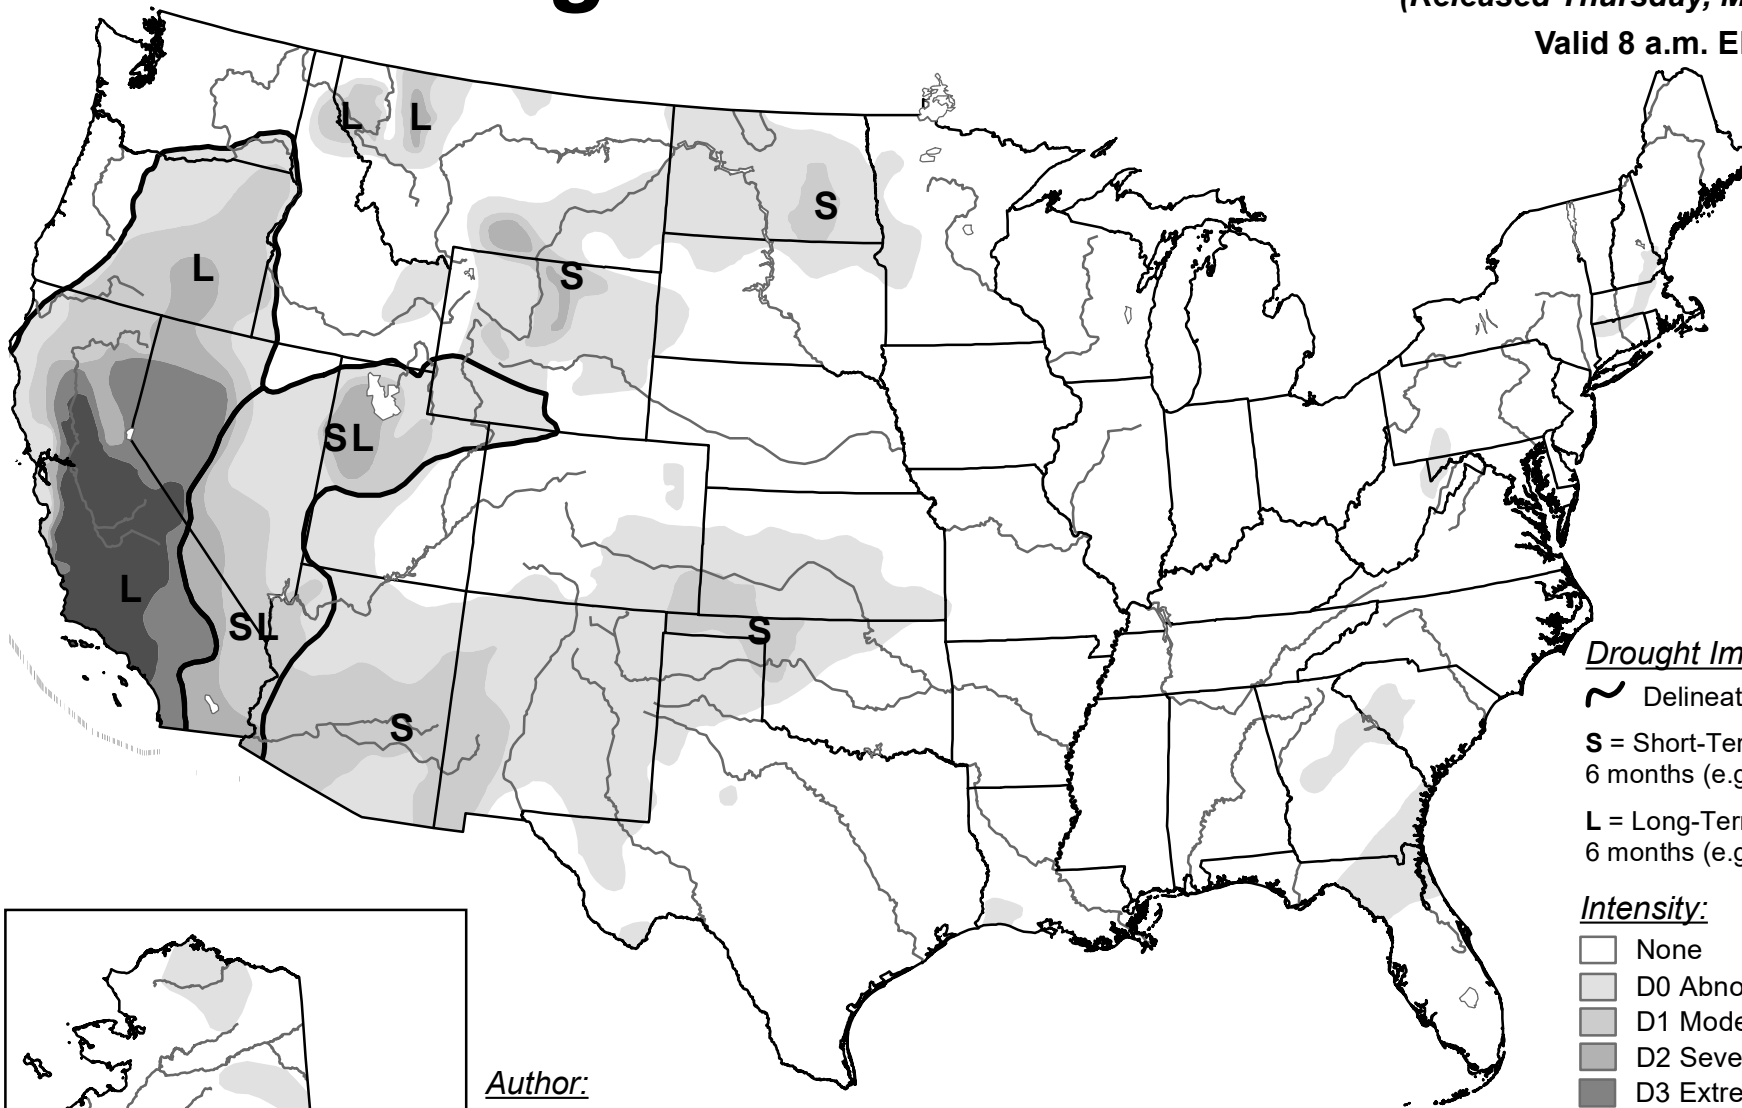 (Released Thursday, M
Valid 8 a.m. E
L
L
S
L
S
SL
L
SL
S
S
Drought Im
Delineat
S = Short-Ter
6 months (e.g
L = Long-Ter
6 months (e.g
Intensity:
None
D0 Abno
D1 Mode
D2 Seve
D3 Extre
Author: